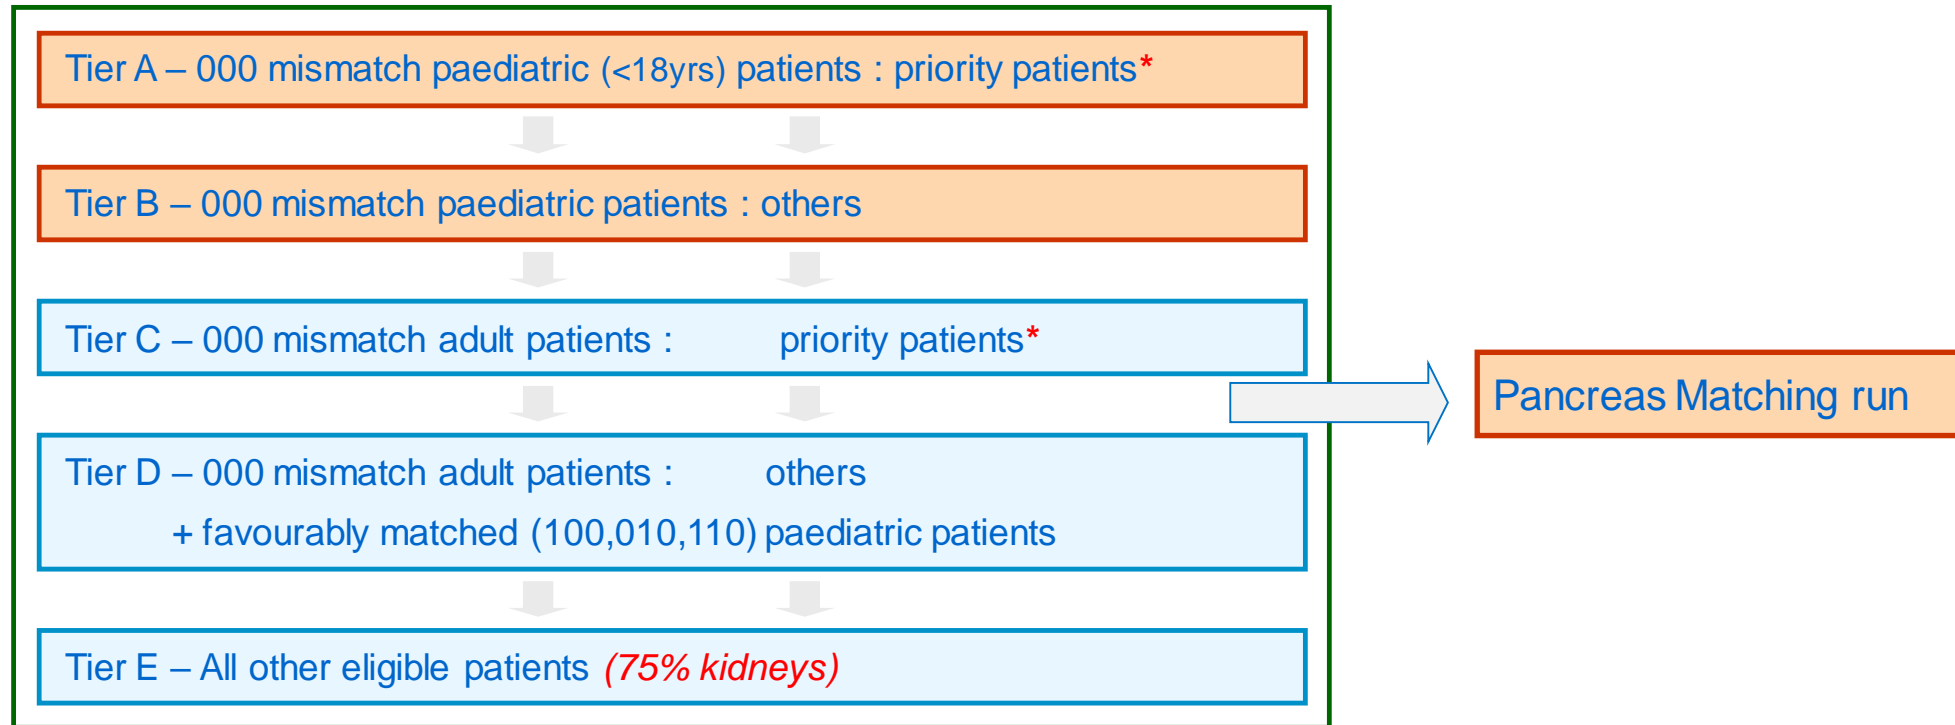 Tier A – 000 mismatch paediatric (<18yrs) patients : priority patients*
Tier B – 000 mismatch paediatric patients : others
Tier C – 000 mismatch adult patients : priority patients*
Tier D – 000 mismatch adult patients : others
+ favourably matched (100,010,110) paediatric patients
Tier E – All other eligible patients (75% kidneys)
Pancreas Matching run